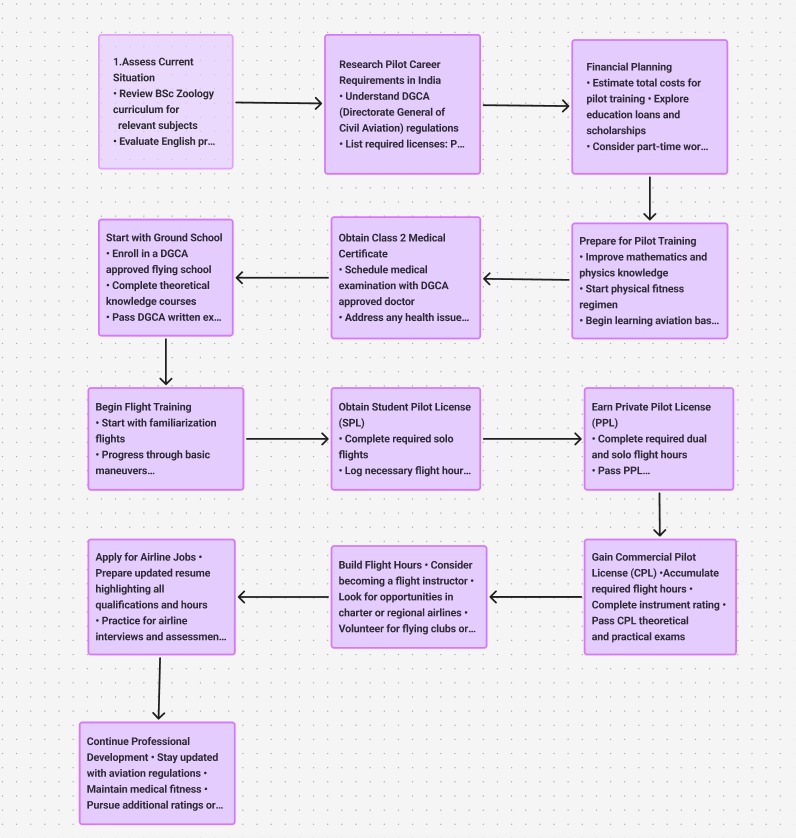 1.Assess Current
Situation
• Review BSc Zoology
curriculum for
relevant subjects
• Evaluate English pr...
Research Pilot Career
Requirements in India
• Understand DGCA
(Directorate General of
Civil Aviation) regulations
• List required licenses: P...
Financial Planning
• Estimate total costs for
pilot training • Explore
education loans and
scholarships
• Consider part-time wor...
Prepare for Pilot Training
• Improve mathematics and
physics knowledge
• Start physical fitness
regimen
• Begin learning aviation bas...
Obtain Class 2 Medical
Certificate
• Schedule medical
examination with DGCA
approved doctor
• Address any health issue...
Start with Ground School
• Enroll in a DGCA
approved flying school
• Complete theoretical
knowledge courses
• Pass DGCA written ex...
Begin Flight Training
• Start with familiarization
flights
• Progress through basic
maneuvers...
Obtain Student Pilot License
(SPL)
• Complete required solo
flights
• Log necessary flight hour...
Earn Private Pilot License
(PPL)
• Complete required dual
and solo flight hours
• Pass PPL...
Gain Commercial Pilot
License (CPL) •Accumulate
required flight hours •
Complete instrument rating •
Pass CPL theoretical
and practical exams
Build Flight Hours • Consider
becoming a flight instructor •
Look for opportunities in
charter or regional airlines •
Volunteer for flying clubs or...
Apply for Airline Jobs •
Prepare updated resume
highlighting all
qualifications and hours
• Practice for airline
interviews and assessmen...
Continue Professional
Development • Stay updated
with aviation regulations •
Maintain medical fitness •
Pursue additional ratings or...